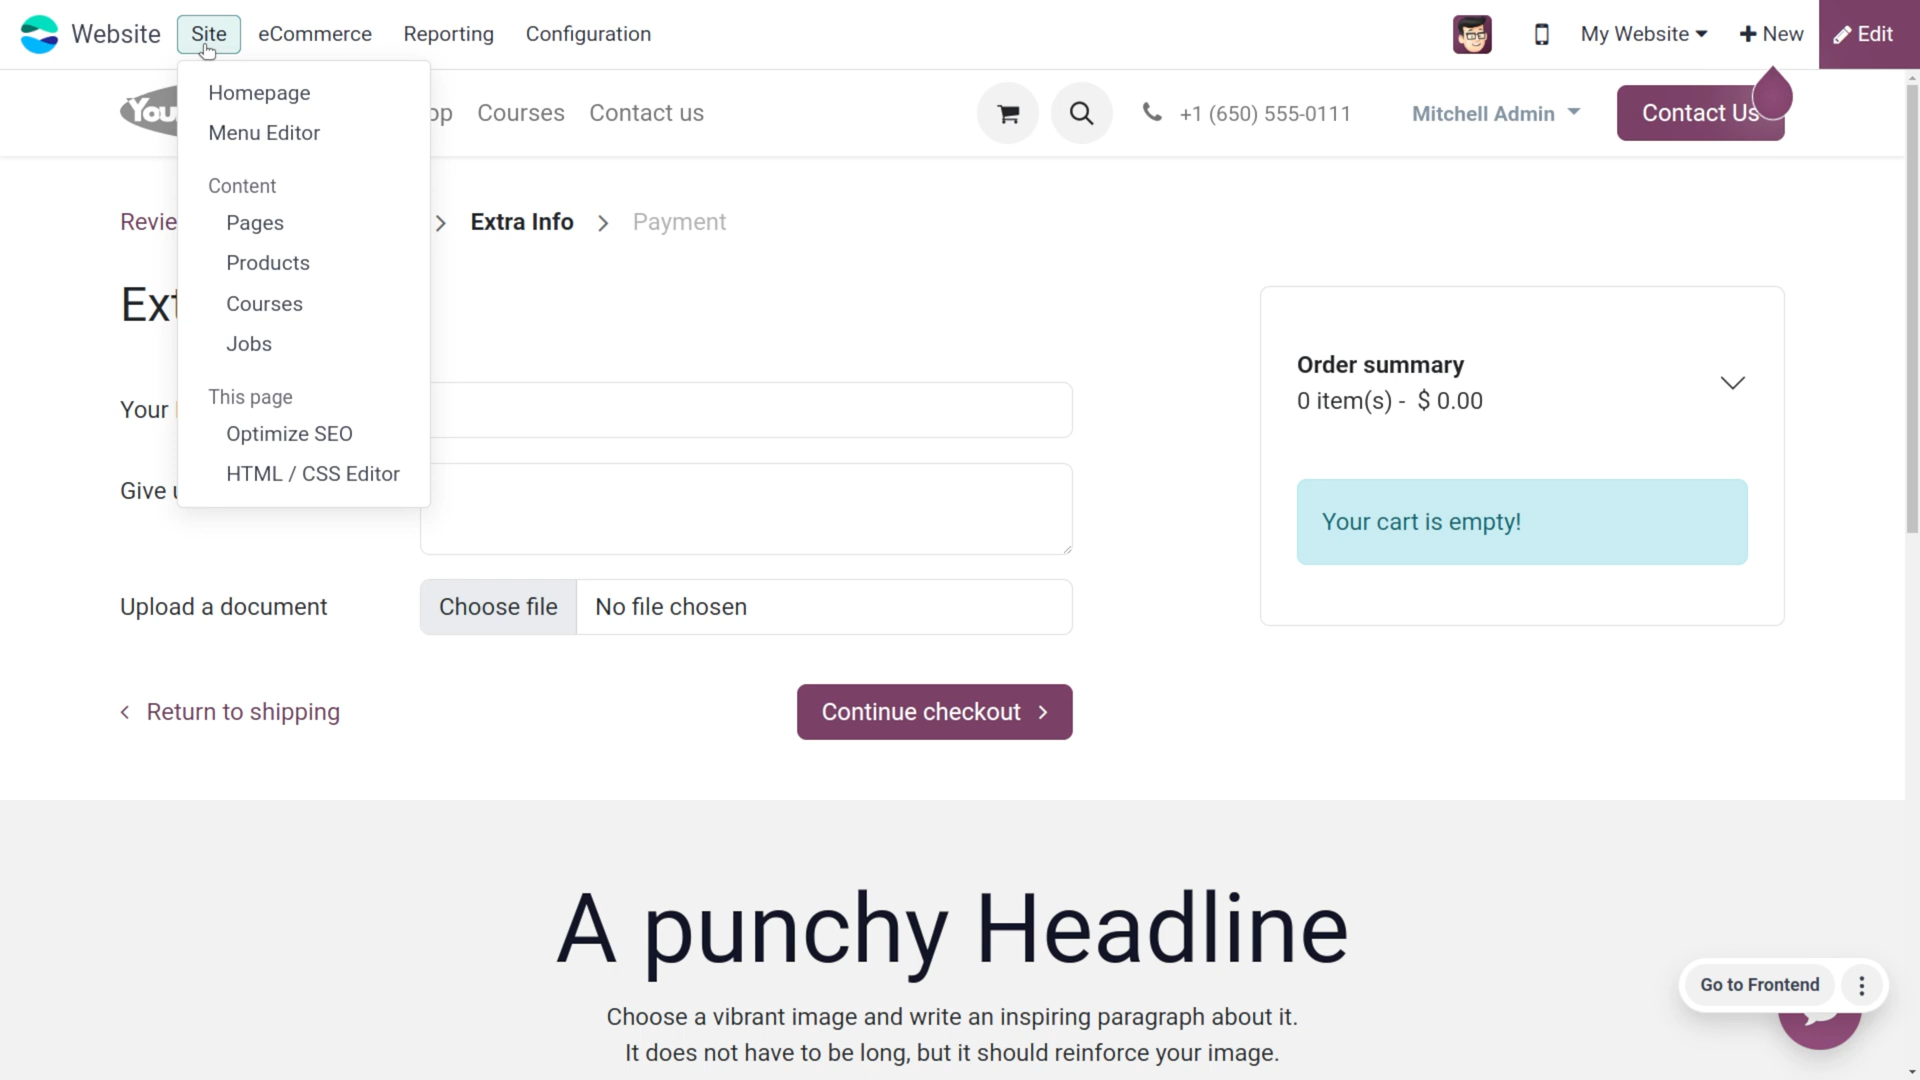 Website Site eCommerce Reporting Configuration My Website New Edit
Homepage
Menu Editor
Content
Pages
Products
Courses
Jobs
This page
Optimize SEO
HTML / CSS Editor
Courses Contact us +1 (650) 555-0111 Mitchell Admin Contact Us
Extra Info Payment
Your
Give
Upload a document Choose file No file chosen
Return to shipping Continue checkout
Order summary
0 item(s) - $ 0.00
Your cart is empty!
A punchy Headline
Choose a vibrant image and write an inspiring paragraph about it.
It does not have to be long, but it should reinforce your image.
Go to Frontend